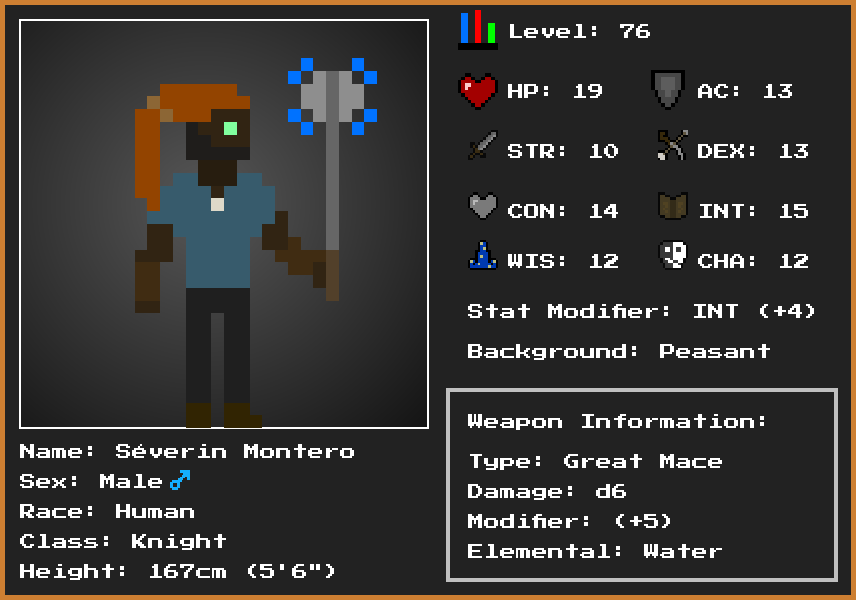 Level: 76
HP: 19
AC: 13
STR: 10
DEX: 13
CON: 14
INT: 15
WIS: 12
CHA: 12
Stat Modifier: INT (+4)
Background: Peasant
Weapon Information:
Type: Great Mace
Damage: d6
Modifier: (+5)
Elemental: Water
Name: Séverin Montero
Sex: Male♂
Race: Human
Class: Knight
Height: 167cm (5'6")